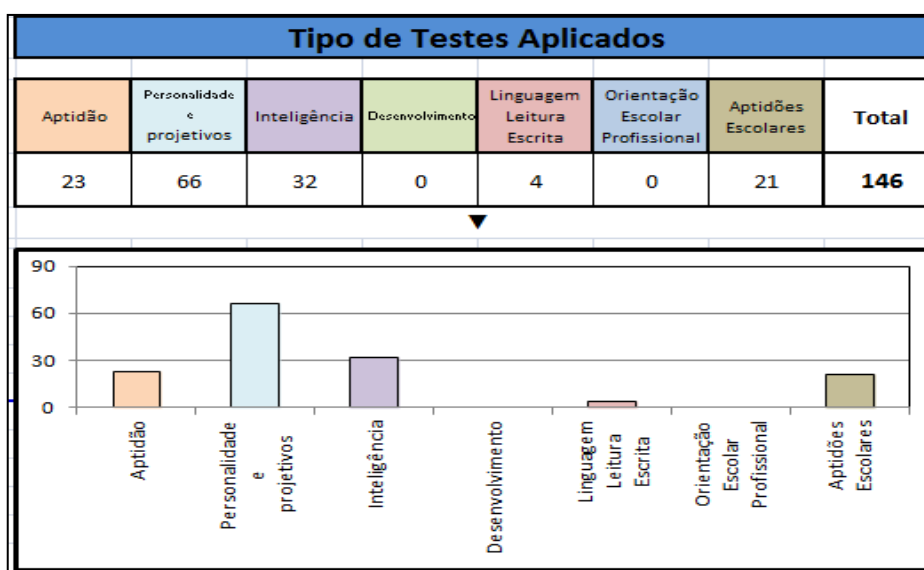 Tipo de Testes Aplicados
Aptidão
Personalidade
e
projetivos
Inteligência
Desenvolvimento
Linguagem
Leitura
Escrita
Orientação
Escolar
Profissional
Aptidões
Escolares
Total
23
66
32
0
4
0
21
146
90
60
30
0
Aptidão
Personalidade
e
projetivos
Inteligência
Desenvolvimento
Linguagem
Leitura
Escrita
Orientação
Escolar
Profissional
Aptidões
Escolares